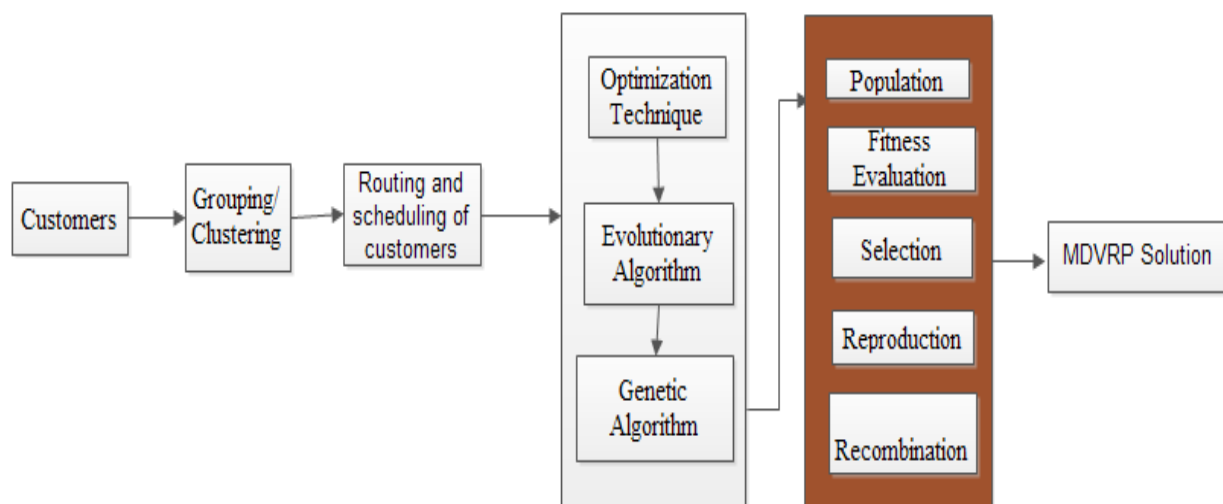 Customers
Grouping/
Clustering
Routing and
scheduling of
customers
Optimization
Technique
Evolutionary
Algorithm
Genetic
Algorithm
Population
Fitness
Evaluation
Selection
Reproduction
Recombination
MDVRP Solution